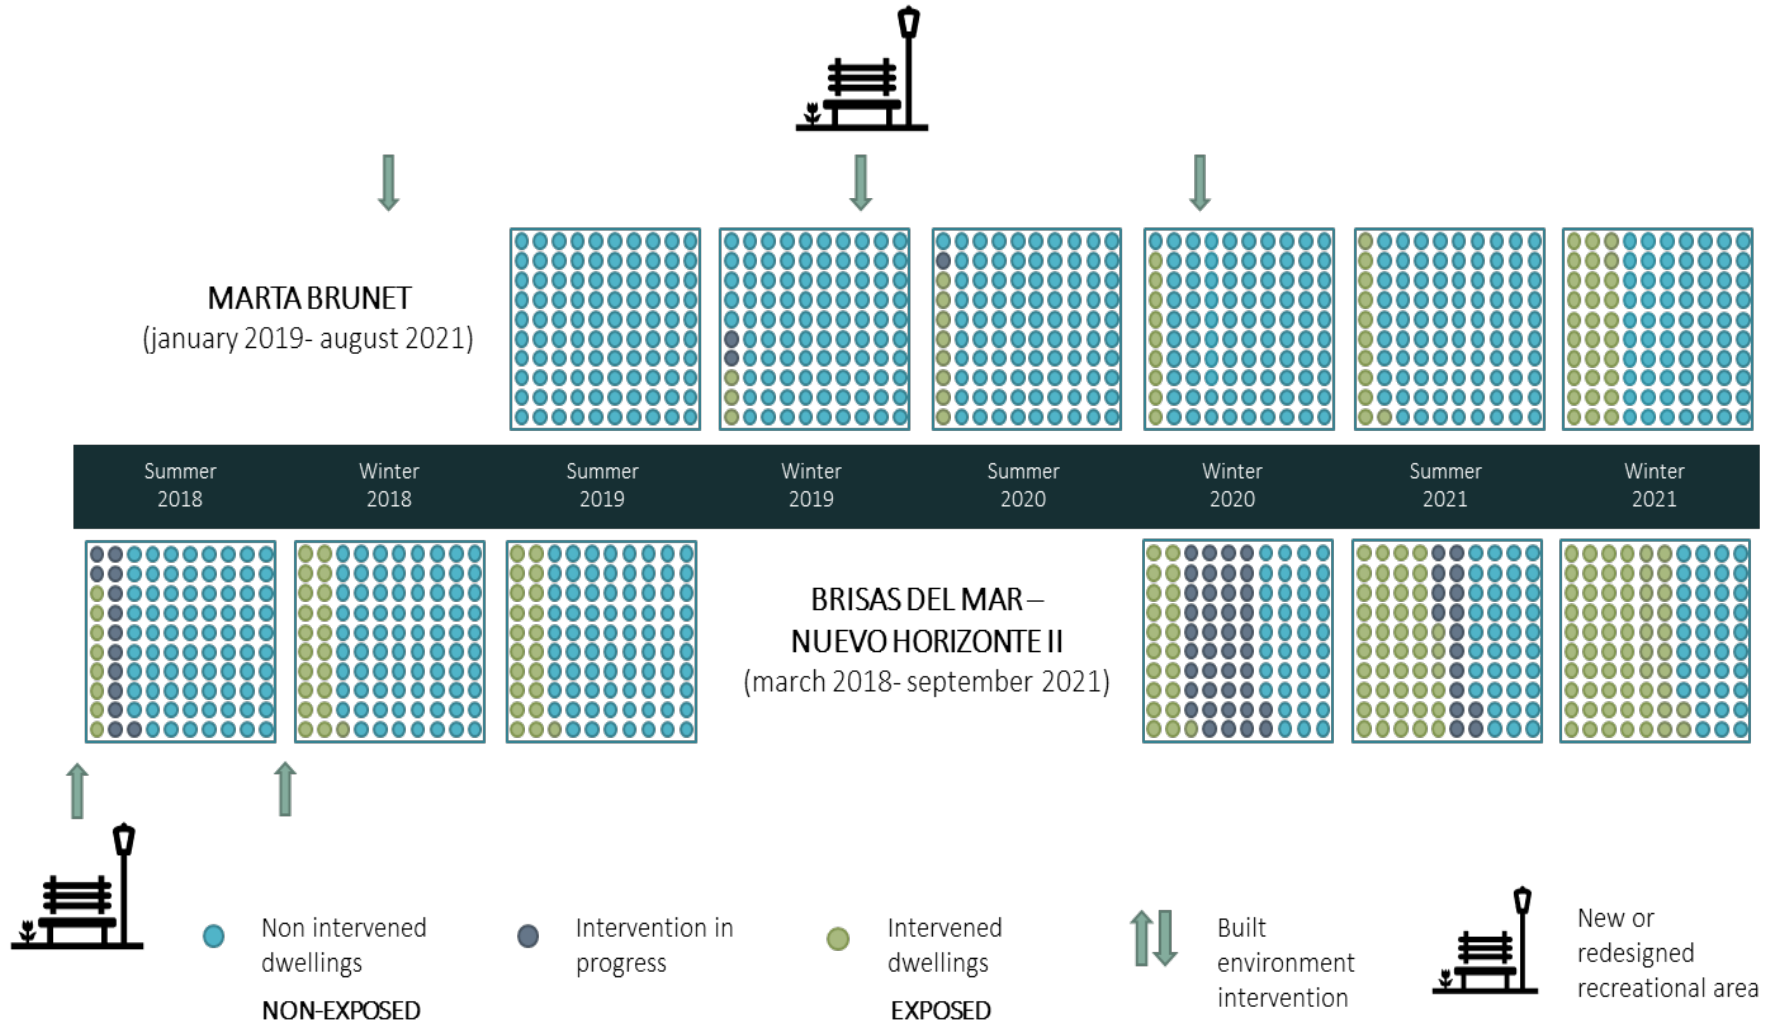 MARTA BRUNET
(january 2019- august 2021)
Summer
2018
Winter
2018
Summer
2019
Winter
2019
Summer
2020
Winter
2020
Summer
2021
Winter
2021
BRISAS DEL MAR –
NUEVO HORIZONTE II
(march 2018- september 2021)
Non intervened
dwellings
NON-EXPOSED
Intervention in
progress
Intervened
dwellings
EXPOSED
Built
environment
intervention
New or
redesigned
recreational area